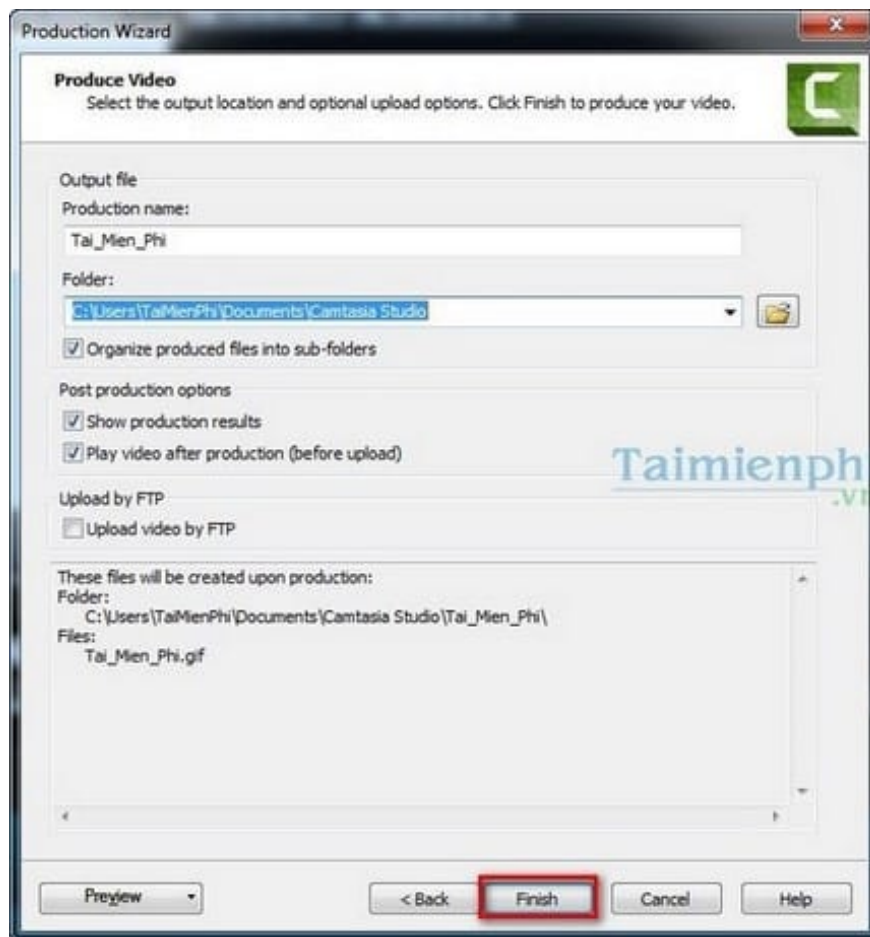 Production Wizard
Produce Video
Select the output location and optional upload options. Click Finish to produce your video.
Output file
Production name:
Tai_Mien_Phi
Folder:
C:\Users\TaiMienPhi\Documents\Camtasia Studio
Organize produced files into sub-folders
Post production options
Show production results
Play video after production (before upload)
Taimienph
.vn
Upload by FTP
Upload video by FTP
These files will be created upon production:
Folder:
C:\Users\TaiMienPhi\Documents\Camtasia Studio\Tai_Mien_Phi\
Files:
Tai_Mien_Phi.gif
Preview
< Back
Finish
Cancel
Help